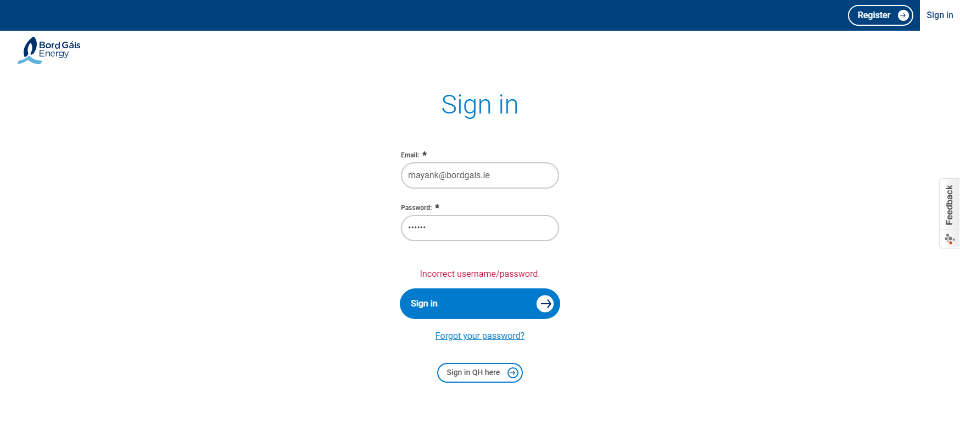 Register
Sign in
Bord Gáis
Energy
Sign in
Email: *
mayank@bordgais.ie
Password: *
••••••
Incorrect username/password.
Sign in
Forgot your password?
Sign in QH here
Feedback